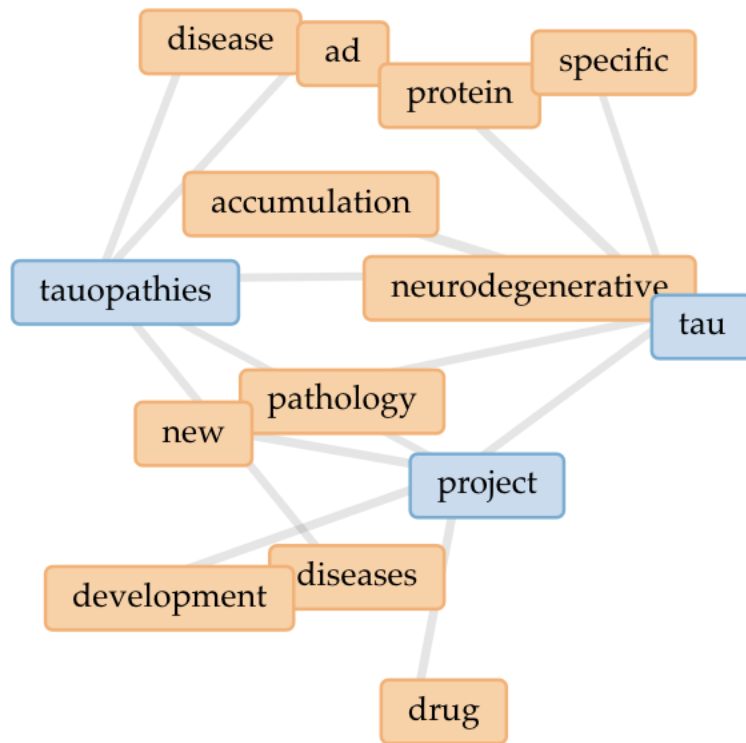 disease
ad
specific
protein
accumulation
tauopathies
neurodegenerative
tau
pathology
new
project
diseases
development
drug